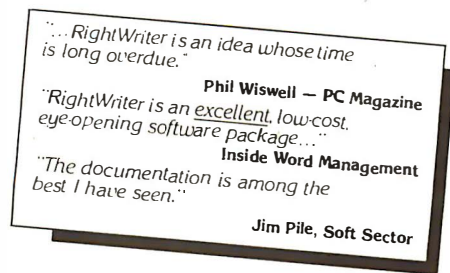 "...RightWriter is an idea whose time
is long overdue."
Phil Wiswell — PC Magazine
"RightWriter is an excellent, low-cost,
eye-opening software package..."
Inside Word Management
"The documentation is among the
best I have seen."
Jim Pile, Soft Sector